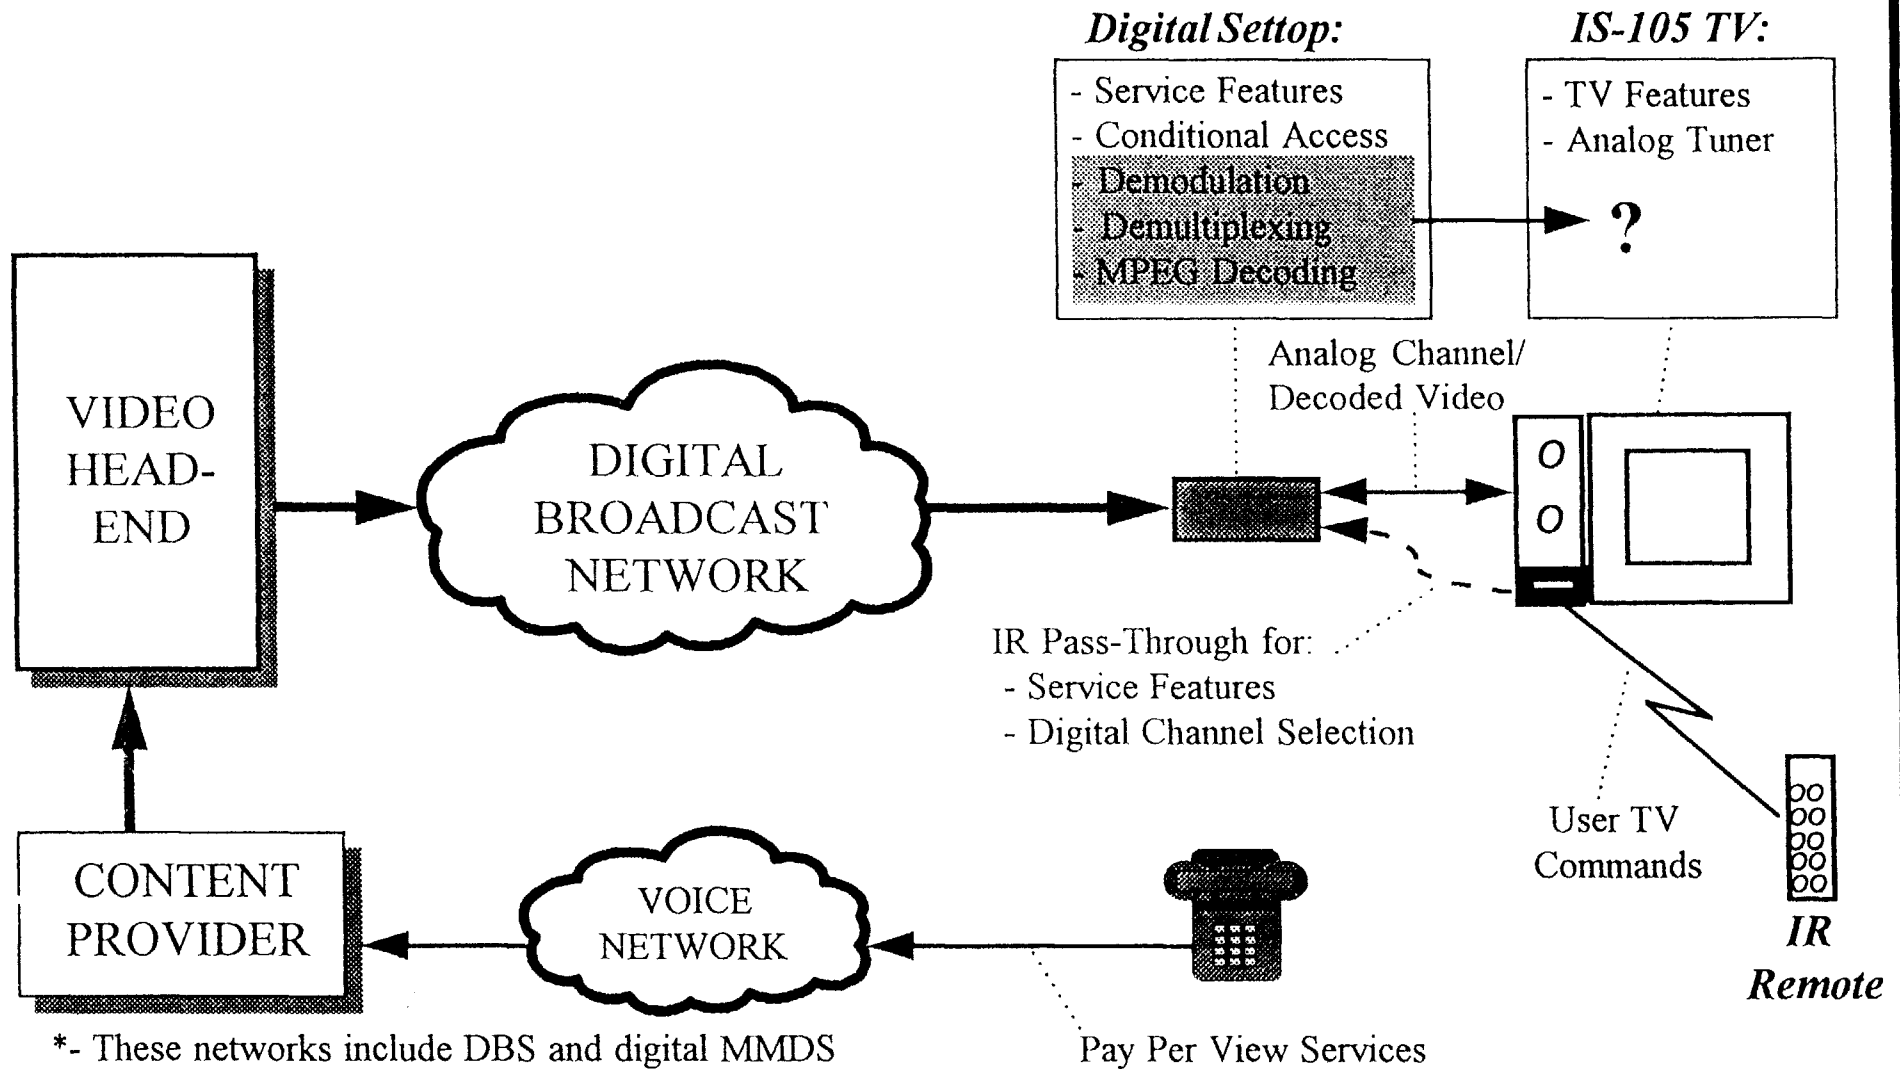 Digital Settop:
IS-105 TV:
- Service Features
- Conditional Access
- Demodulation
- Demultiplexing
- MPEG Decoding
- TV Features
- Analog Tuner
?
Analog Channel/
Decoded Video
VIDEO
HEAD-
END
DIGITAL
BROADCAST
NETWORK
IR Pass-Through for:
- Service Features
- Digital Channel Selection
User TV
Commands
IR
Remote
CONTENT
PROVIDER
VOICE
NETWORK
*- These networks include DBS and digital MMDS
Pay Per View Services